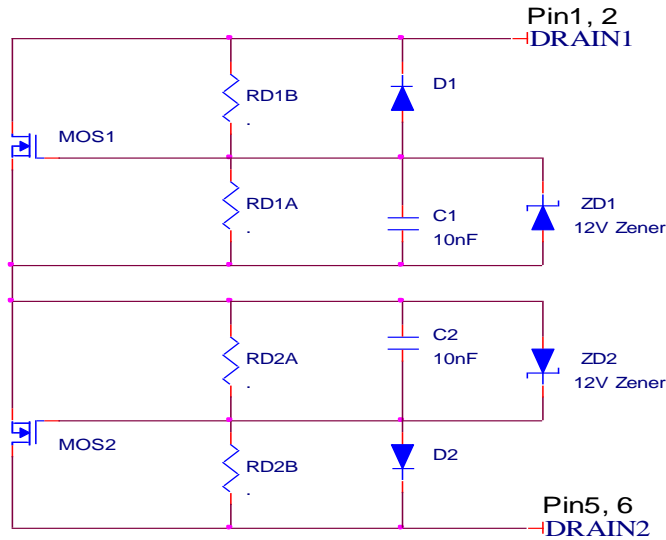 Pin1, 2
DRAIN1
RD1B
.
D1
MOS1
RD1A
.
C1
10nF
ZD1
12V Zener
C2
10nF
RD2A
.
ZD2
12V Zener
MOS2
RD2B
.
D2
Pin5, 6
DRAIN2